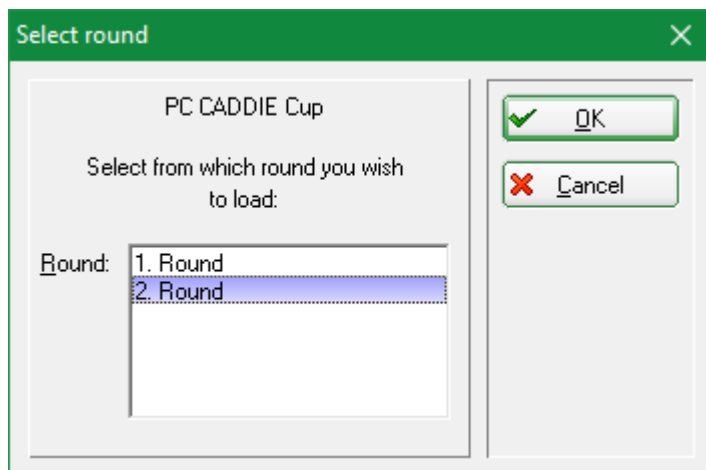 Select round
PC CADDIE Cup
Select from which round you wish
to load:
Round:
1. Round
2. Round
OK
Cancel